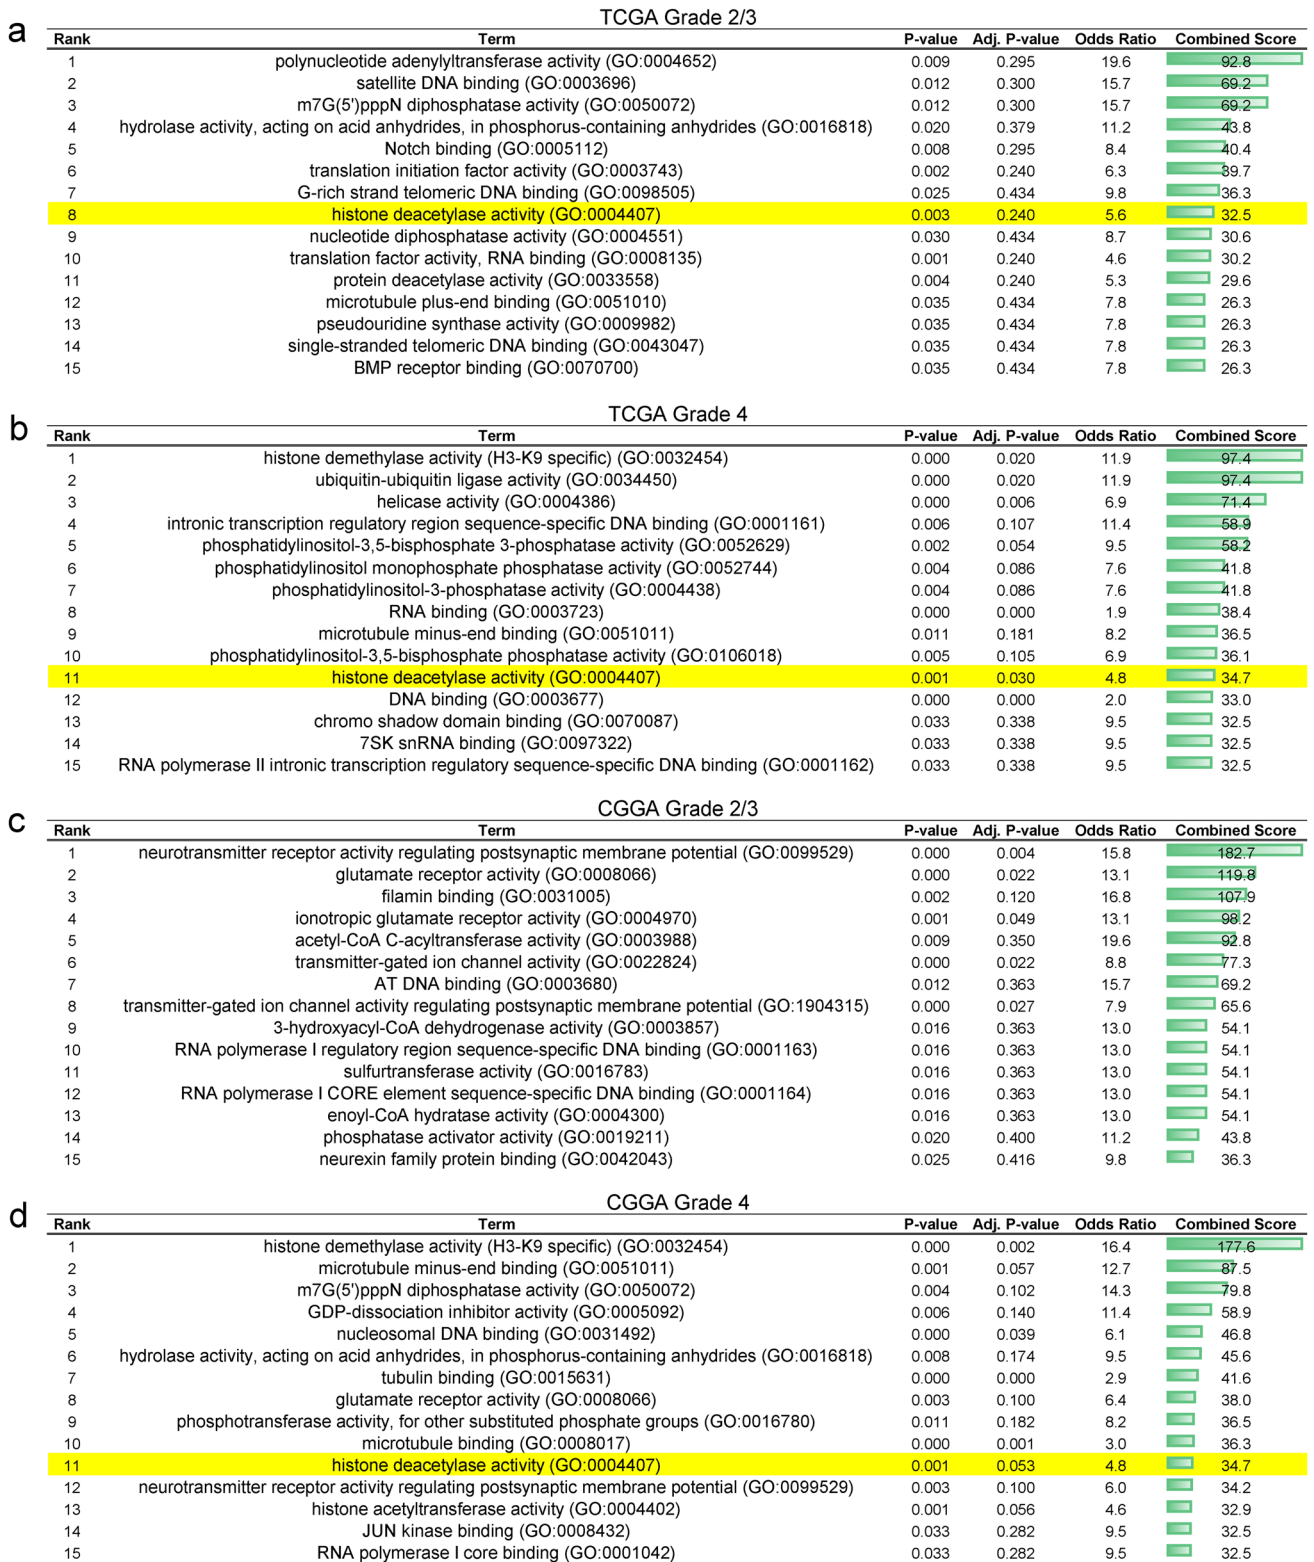 a
TCGA Grade 2/3
Rank Term P-value Adj. P-value Odds Ratio Combined Score
1 polynucleotide adenylyltransferase activity (GO:0004652) 0.009 0.295 19.6 92.8
2 satellite DNA binding (GO:0003696) 0.012 0.300 15.7 69.2
3 m7G(5')pppN diphosphatase activity (GO:0050072) 0.012 0.300 15.7 69.2
4 hydrolase activity, acting on acid anhydrides, in phosphorus-containing anhydrides (GO:0016818) 0.020 0.379 11.2 43.8
5 Notch binding (GO:0005112) 0.008 0.295 8.4 40.4
6 translation initiation factor activity (GO:0003743) 0.002 0.240 6.3 39.7
7 G-rich strand telomeric DNA binding (GO:0098505) 0.025 0.434 9.8 36.3
8 histone deacetylase activity (GO:0004407) 0.003 0.240 5.6 32.5
9 nucleotide diphosphatase activity (GO:0004551) 0.030 0.434 8.7 30.6
10 translation factor activity, RNA binding (GO:0008135) 0.001 0.240 4.6 30.2
11 protein deacetylase activity (GO:0033558) 0.004 0.240 5.3 29.6
12 microtubule plus-end binding (GO:0051010) 0.035 0.434 7.8 26.3
13 pseudouridine synthase activity (GO:0009982) 0.035 0.434 7.8 26.3
14 single-stranded telomeric DNA binding (GO:0043047) 0.035 0.434 7.8 26.3
15 BMP receptor binding (GO:0070700) 0.035 0.434 7.8 26.3
b
TCGA Grade 4
Rank Term P-value Adj. P-value Odds Ratio Combined Score
1 histone demethylase activity (H3-K9 specific) (GO:0032454) 0.000 0.020 11.9 97.4
2 ubiquitin-ubiquitin ligase activity (GO:0034450) 0.000 0.020 11.9 97.4
3 helicase activity (GO:0004386) 0.000 0.006 6.9 71.4
4 intronic transcription regulatory region sequence-specific DNA binding (GO:0001161) 0.006 0.107 11.4 58.9
5 phosphatidylinositol-3,5-bisphosphate 3-phosphatase activity (GO:0052629) 0.002 0.054 9.5 58.2
6 phosphatidylinositol monophosphate phosphatase activity (GO:0052744) 0.004 0.086 7.6 41.8
7 phosphatidylinositol-3-phosphatase activity (GO:0004438) 0.004 0.086 7.6 41.8
8 RNA binding (GO:0003723) 0.000 0.000 1.9 38.4
9 microtubule minus-end binding (GO:0051011) 0.011 0.181 8.2 36.5
10 phosphatidylinositol-3,5-bisphosphate phosphatase activity (GO:0106018) 0.005 0.105 6.9 36.1
11 histone deacetylase activity (GO:0004407) 0.001 0.030 4.8 34.7
12 DNA binding (GO:0003677) 0.000 0.000 2.0 33.0
13 chromo shadow domain binding (GO:0070087) 0.033 0.338 9.5 32.5
14 7SK snRNA binding (GO:0097322) 0.033 0.338 9.5 32.5
15 RNA polymerase II intronic transcription regulatory sequence-specific DNA binding (GO:0001162) 0.033 0.338 9.5 32.5
c
CGGA Grade 2/3
Rank Term P-value Adj. P-value Odds Ratio Combined Score
1 neurotransmitter receptor activity regulating postsynaptic membrane potential (GO:0099529) 0.000 0.004 15.8 182.7
2 glutamate receptor activity (GO:0008066) 0.000 0.022 13.1 119.8
3 filamin binding (GO:0031005) 0.002 0.120 16.8 107.9
4 ionotropic glutamate receptor activity (GO:0004970) 0.001 0.049 13.1 98.2
5 acetyl-CoA C-acyltransferase activity (GO:0003988) 0.009 0.350 19.6 92.8
6 transmitter-gated ion channel activity (GO:0022824) 0.000 0.022 8.8 77.3
7 AT DNA binding (GO:0003680) 0.012 0.363 15.7 69.2
8 transmitter-gated ion channel activity regulating postsynaptic membrane potential (GO:1904315) 0.000 0.027 7.9 65.6
9 3-hydroxyacyl-CoA dehydrogenase activity (GO:0003857) 0.016 0.363 13.0 54.1
10 RNA polymerase I regulatory region sequence-specific DNA binding (GO:0001163) 0.016 0.363 13.0 54.1
11 sulfurtransferase activity (GO:0016783) 0.016 0.363 13.0 54.1
12 RNA polymerase I CORE element sequence-specific DNA binding (GO:0001164) 0.016 0.363 13.0 54.1
13 enoyl-CoA hydratase activity (GO:0004300) 0.016 0.363 13.0 54.1
14 phosphatase activator activity (GO:0019211) 0.020 0.400 11.2 43.8
15 neurexin family protein binding (GO:0042043) 0.025 0.416 9.8 36.3
d
CGGA Grade 4
Rank Term P-value Adj. P-value Odds Ratio Combined Score
1 histone demethylase activity (H3-K9 specific) (GO:0032454) 0.000 0.002 16.4 177.6
2 microtubule minus-end binding (GO:0051011) 0.001 0.057 12.7 87.5
3 m7G(5')pppN diphosphatase activity (GO:0050072) 0.004 0.102 14.3 79.8
4 GDP-dissociation inhibitor activity (GO:0005092) 0.006 0.140 11.4 58.9
5 nucleosomal DNA binding (GO:0031492) 0.000 0.039 6.1 46.8
6 hydrolase activity, acting on acid anhydrides, in phosphorus-containing anhydrides (GO:0016818) 0.008 0.174 9.5 45.6
7 tubulin binding (GO:0015631) 0.000 0.000 2.9 41.6
8 glutamate receptor activity (GO:0008066) 0.003 0.100 6.4 38.0
9 phosphotransferase activity, for other substituted phosphate groups (GO:0016780) 0.011 0.182 8.2 36.5
10 microtubule binding (GO:0008017) 0.000 0.001 3.0 36.3
11 histone deacetylase activity (GO:0004407) 0.001 0.053 4.8 34.7
12 neurotransmitter receptor activity regulating postsynaptic membrane potential (GO:0099529) 0.003 0.100 6.0 34.2
13 histone acetyltransferase activity (GO:0004402) 0.001 0.056 4.6 32.9
14 JUN kinase binding (GO:0008432) 0.033 0.282 9.5 32.5
15 RNA polymerase I core binding (GO:0001042) 0.033 0.282 9.5 32.5